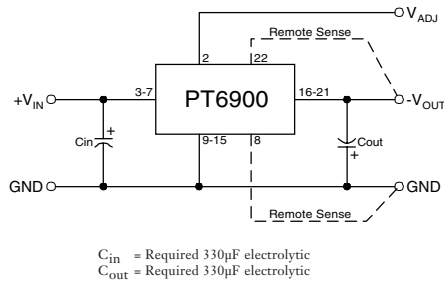 V_ADJ
Remote Sense
2 22
+V_IN 3-7 PT6900 16-21 -V_OUT
Cin + 9-15 8 Cout +
GND GND
Remote Sense
C_in = Required 330µF electrolytic
C_out = Required 330µF electrolytic